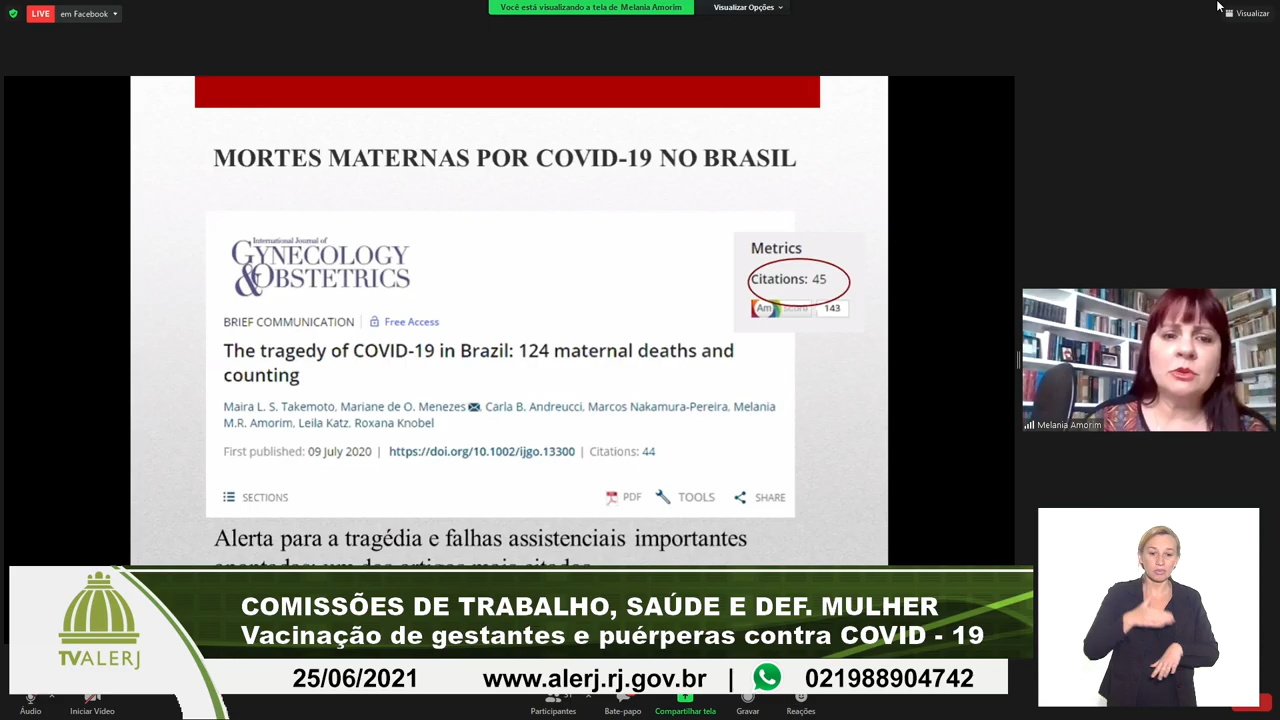 LIVE em Facebook
Você está visualizando a tela de Melania Amorim
Visualizar Opções
Visualizar
MORTES MATERNAS POR COVID-19 NO BRASIL
International Journal of
GYNECOLOGY
&OBSTETRICS
Metrics
Citations: 45
Am score 143
BRIEF COMMUNICATION Free Access
The tragedy of COVID-19 in Brazil: 124 maternal deaths and
counting
Maira L. S. Takemoto, Mariane de O. Menezes, Carla B. Andreucci, Marcos Nakamura-Pereira, Melania
M.R. Amorim, Leila Katz, Roxana Knobel
First published: 09 July 2020 | https://doi.org/10.1002/ijgo.13300 | Citations: 44
SECTIONS PDF TOOLS SHARE
Alerta para a tragédia e falhas assistenciais importantes
Melania Amorim
TVALERJ
COMISSÕES DE TRABALHO, SAÚDE E DEF. MULHER
Vacinação de gestantes e puérperas contra COVID - 19
25/06/2021 www.alerj.rj.gov.br | 021988904742
Áudio Iniciar Vídeo Participantes Bate-papo Compartilhar tela Gravar Reações